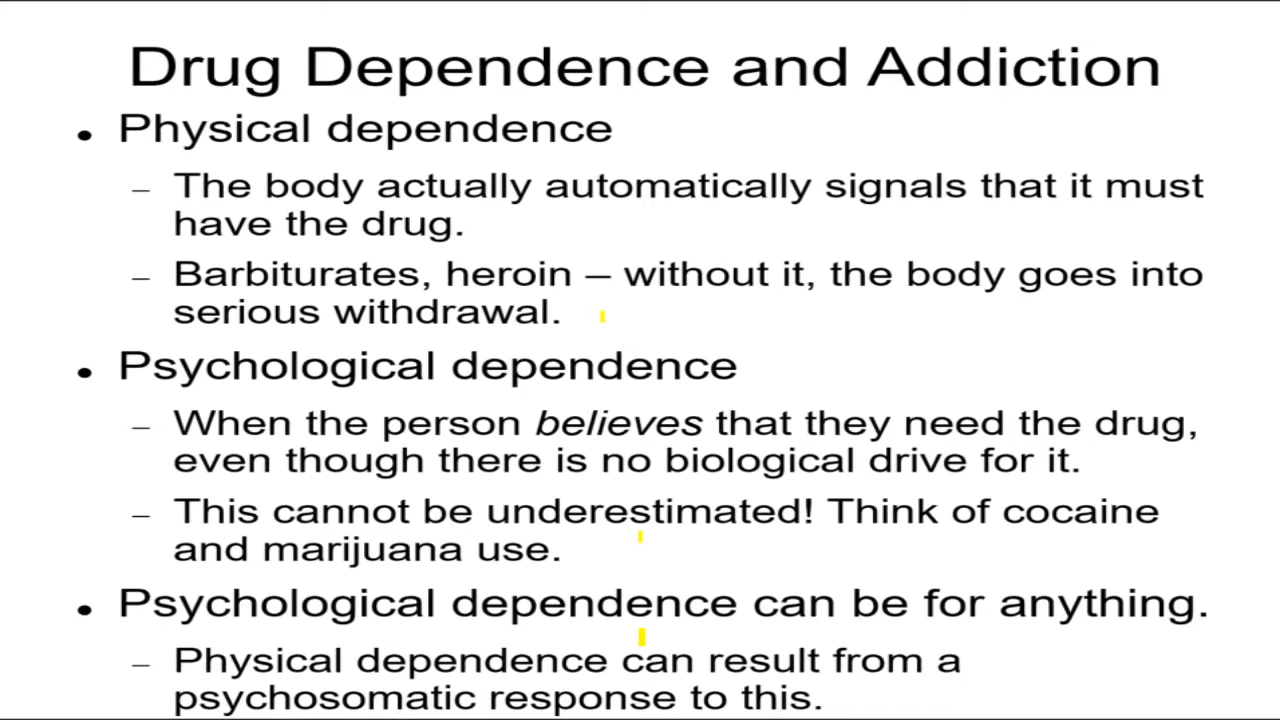 Drug Dependence and Addiction
• Physical dependence
– The body actually automatically signals that it must
have the drug.
– Barbiturates, heroin – without it, the body goes into
serious withdrawal.
• Psychological dependence
– When the person believes that they need the drug,
even though there is no biological drive for it.
– This cannot be underestimated! Think of cocaine
and marijuana use.
• Psychological dependence can be for anything.
– Physical dependence can result from a
psychosomatic response to this.